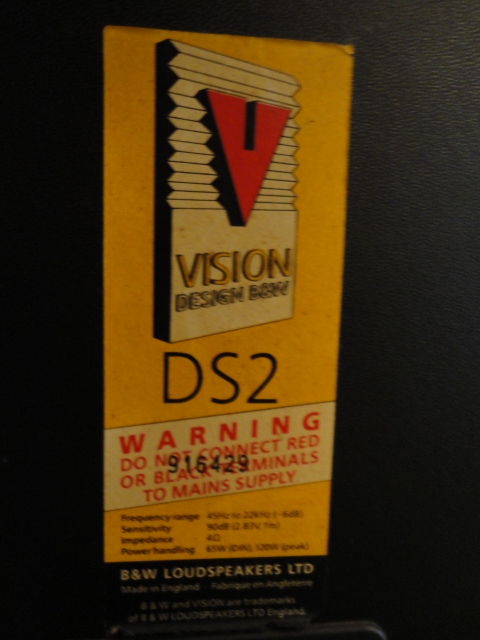 VISION
DESIGN B&W
DS2
WARNING
DO NOT CONNECT RED
916429
OR BLACK TERMINALS
TO MAINS SUPPLY
Frequency range 45Hz to 22kHz (-6dB)
Sensitivity 90dB (2.83V, 1m)
Impedance 4Ω
Power handling 65W (DIN), 120W (peak)
B&W LOUDSPEAKERS LTD
Made in England Fabrique en Angleterre
B & W and VISION are trademarks
of B & W LOUDSPEAKERS LTD England.